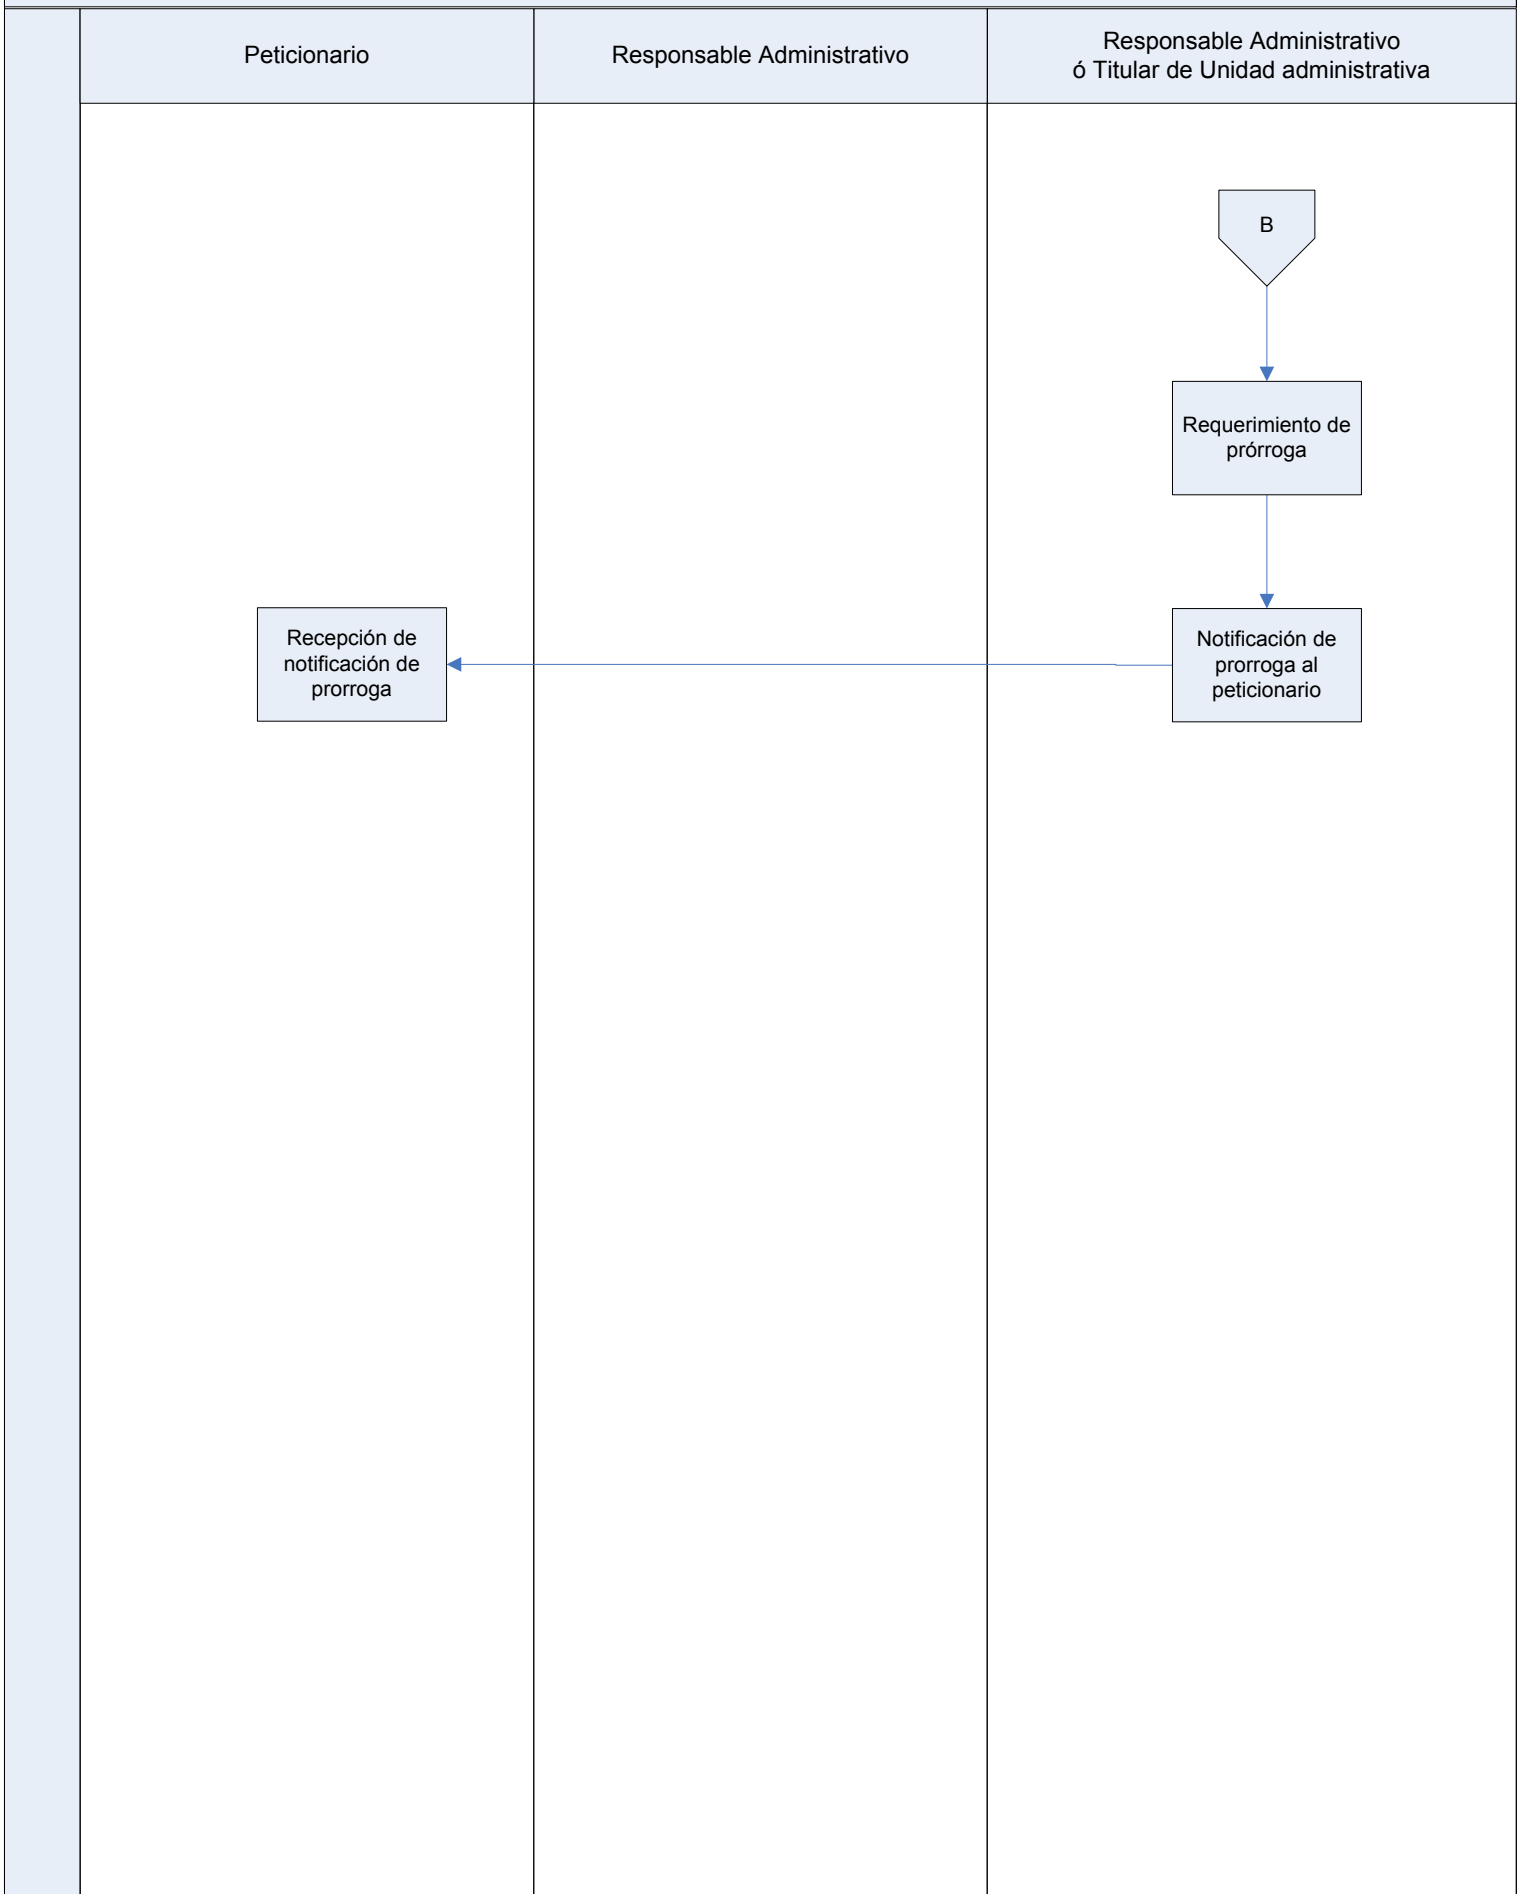 Peticionario
Responsable Administrativo
Responsable Administrativo
ó Titular de Unidad administrativa
B
Requerimiento de
prórroga
Recepción de
notificación de
prorroga
Notificación de
prorroga al
peticionario